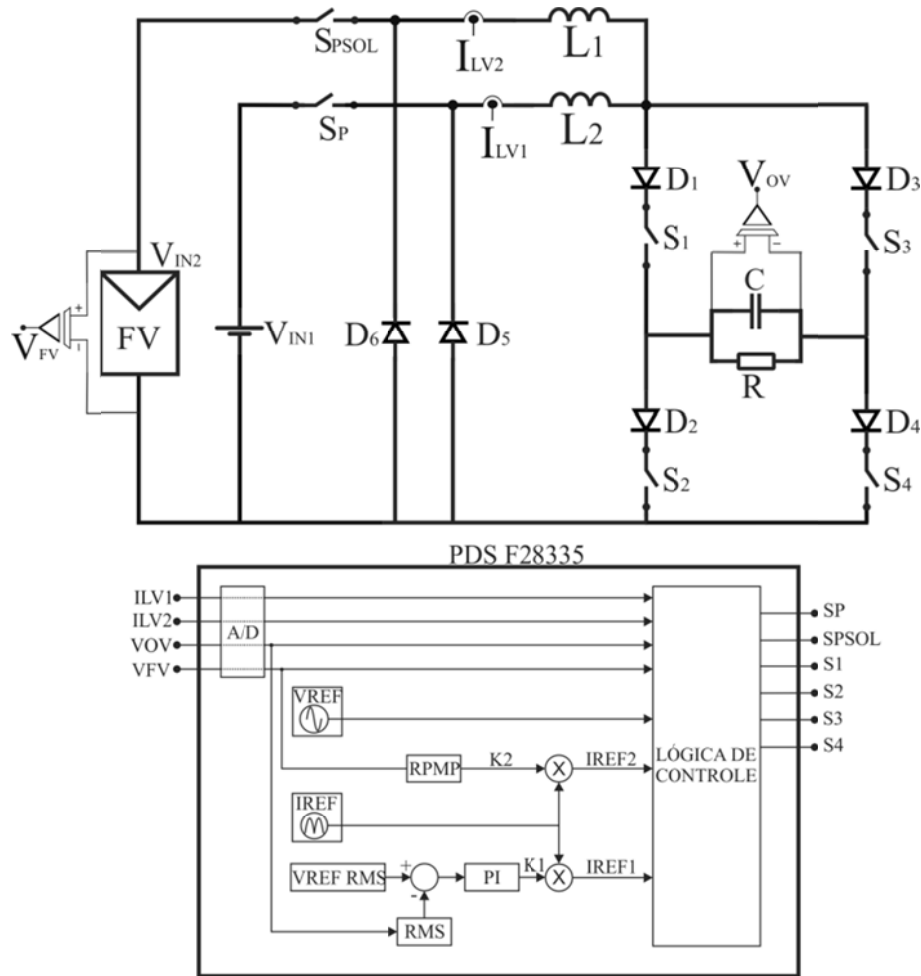 SPSOL
ILV2
L1
SP
ILV1
L2
D1
VOV
D3
S1
S3
VIN2
+
-
VFV
FV
VIN1
D6
D5
+
-
C
R
D2
D4
S2
S4
PDS F28335
ILV1
ILV2
VOV
VFV
A/D
VREF
RPMP
K2
X
IREF2
IREF
VREF RMS
+
-
PI
K1
X
IREF1
RMS
LÓGICA DE
CONTROLE
SP
SPSOL
S1
S2
S3
S4